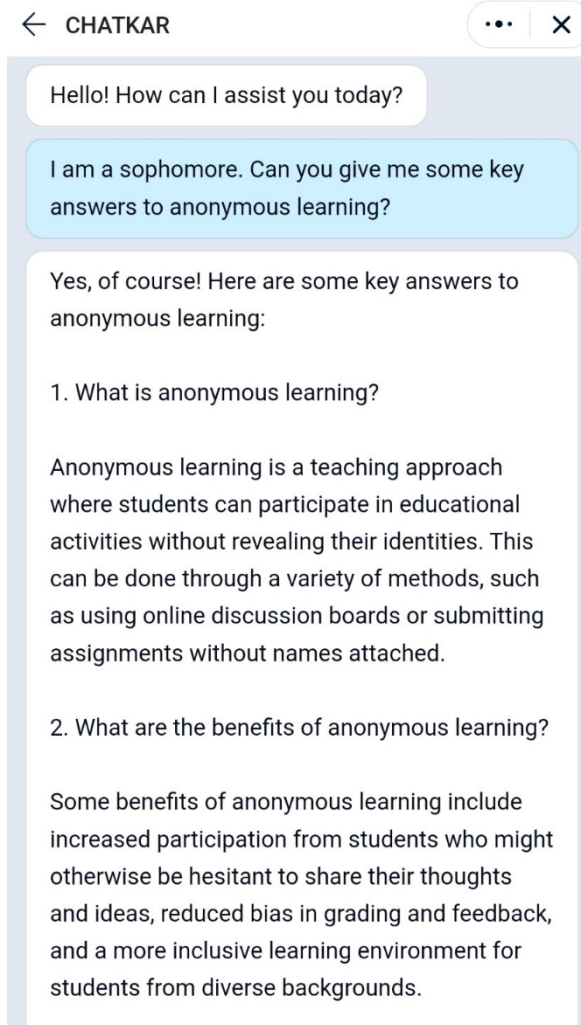 CHATKAR
Hello! How can I assist you today?
I am a sophomore. Can you give me some key
answers to anonymous learning?
Yes, of course! Here are some key answers to
anonymous learning:
1. What is anonymous learning?
Anonymous learning is a teaching approach
where students can participate in educational
activities without revealing their identities. This
can be done through a variety of methods, such
as using online discussion boards or submitting
assignments without names attached.
2. What are the benefits of anonymous learning?
Some benefits of anonymous learning include
increased participation from students who might
otherwise be hesitant to share their thoughts
and ideas, reduced bias in grading and feedback,
and a more inclusive learning environment for
students from diverse backgrounds.